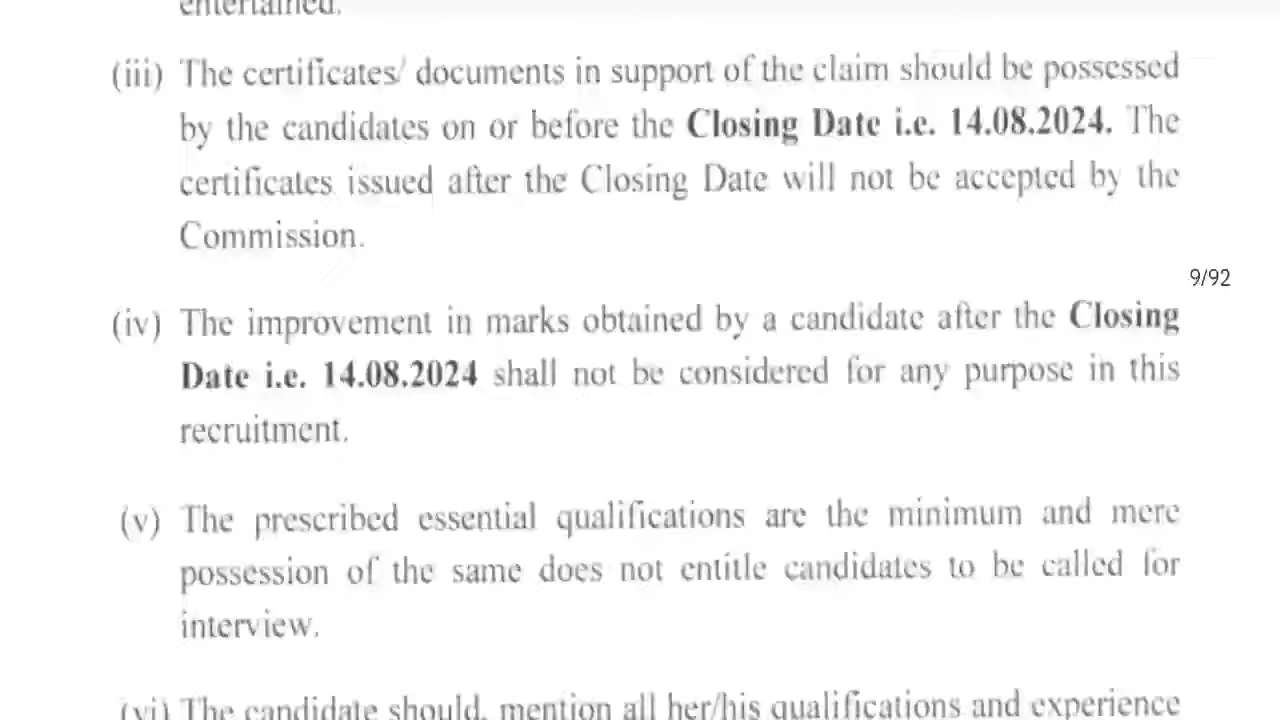 entertained.
(iii) The certificates/ documents in support of the claim should be possessed
by the candidates on or before the Closing Date i.e. 14.08.2024. The
certificates issued after the Closing Date will not be accepted by the
Commission.
9/92
(iv) The improvement in marks obtained by a candidate after the Closing
Date i.e. 14.08.2024 shall not be considered for any purpose in this
recruitment.
(v) The prescribed essential qualifications are the minimum and mere
possession of the same does not entitle candidates to be called for
interview.
(vi) The candidate should, mention all her/his qualifications and experience